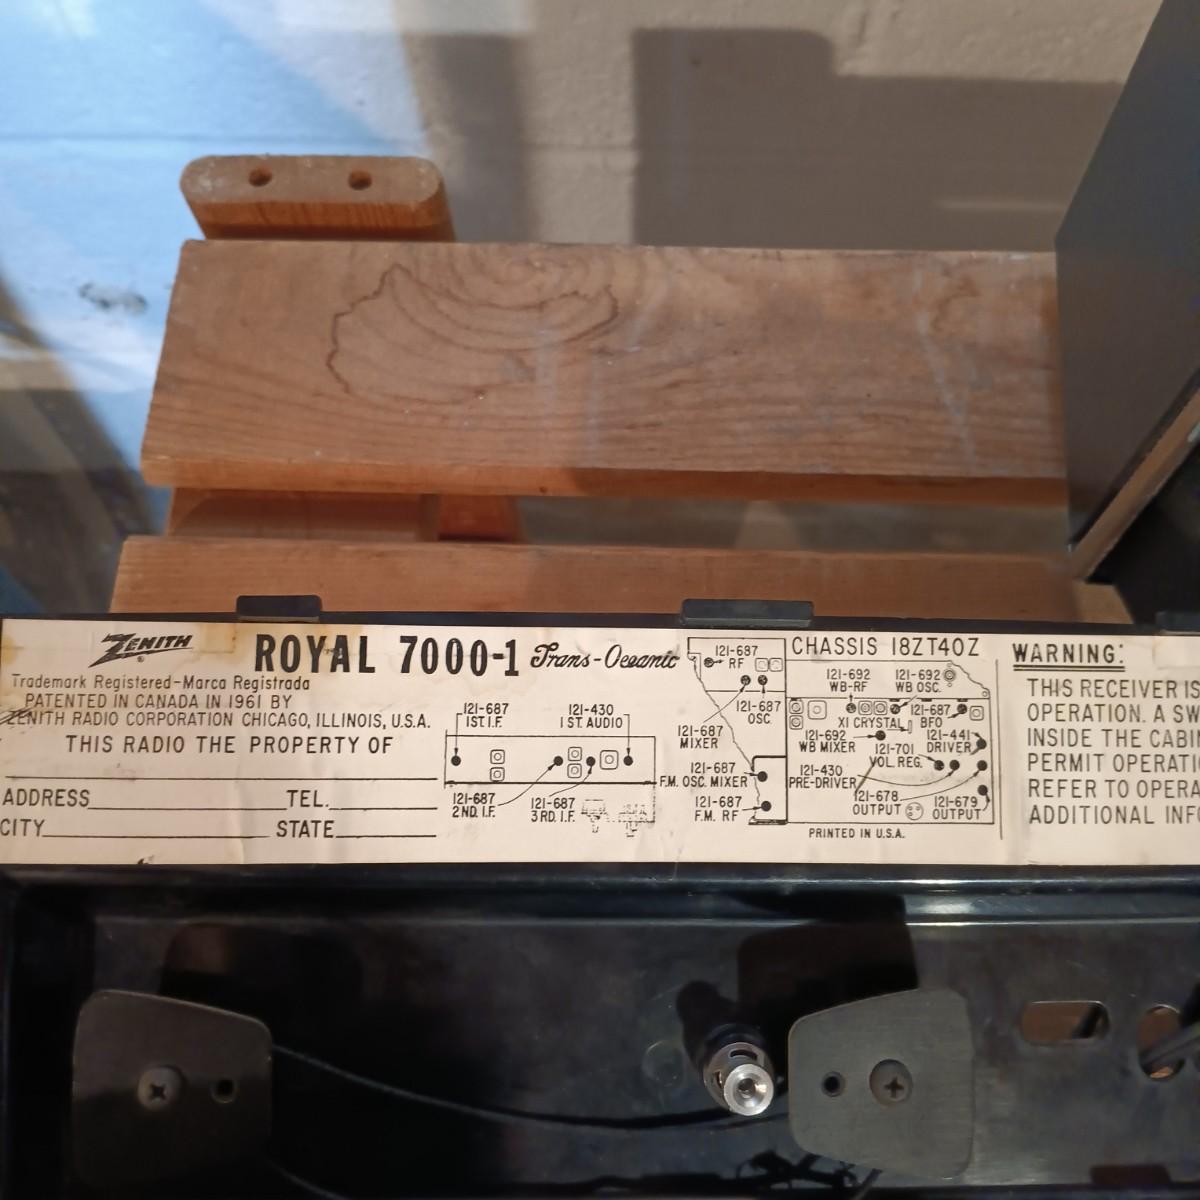 ZENITH
®
ROYAL 7000-1 Trans-Oceanic
Trademark Registered-Marca Registrada
PATENTED IN CANADA IN 1961 BY
ZENITH RADIO CORPORATION CHICAGO, ILLINOIS, U.S.A.
THIS RADIO THE PROPERTY OF
ADDRESS TEL.
CITY STATE
121-687
1ST I.F.
121-430
1 ST. AUDIO
121-687
2ND. I.F.
121-687
3 RD. I.F.
121-687
RF
121-687
OSC.
121-687
MIXER
121-687
F.M. OSC. MIXER
121-687
F.M. RF
CHASSIS 18ZT40Z
121-692
WB-RF
121-692
WB OSC.
X1 CRYSTAL
121-687
BFO
121-692
WB MIXER
121-441
DRIVER
121-701
VOL. REG.
121-430
PRE-DRIVER
121-678
OUTPUT
121-679
OUTPUT
PRINTED IN U.S.A.
WARNING:
THIS RECEIVER IS
OPERATION. A SW
INSIDE THE CABIN
PERMIT OPERATIO
REFER TO OPERA
ADDITIONAL INFO